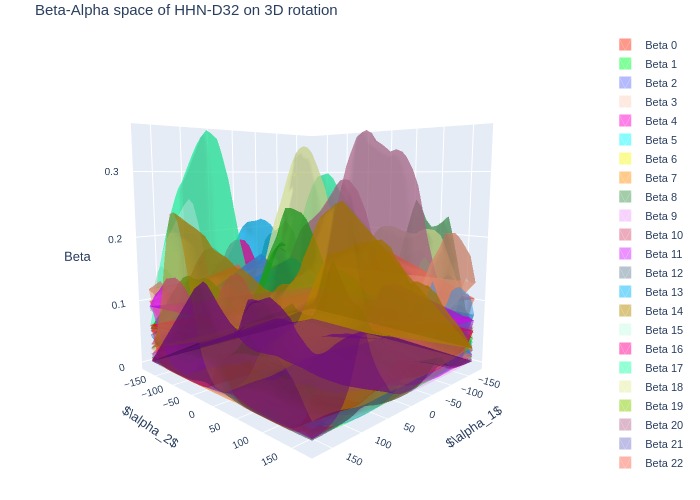 Beta-Alpha space of HHN-D32 on 3D rotation
Beta 0
Beta 1
Beta 2
Beta 3
Beta 4
Beta 5
Beta 6
Beta 7
Beta 8
Beta 9
Beta 10
Beta 11
Beta 12
Beta 13
Beta 14
Beta 15
Beta 16
Beta 17
Beta 18
Beta 19
Beta 20
Beta 21
Beta 22
0.3
0.2
Beta
0.1
0
−150
−100
−50
0
50
100
150
$\alpha_2$
−150
−100
−50
0
50
100
150
$\alpha_1$